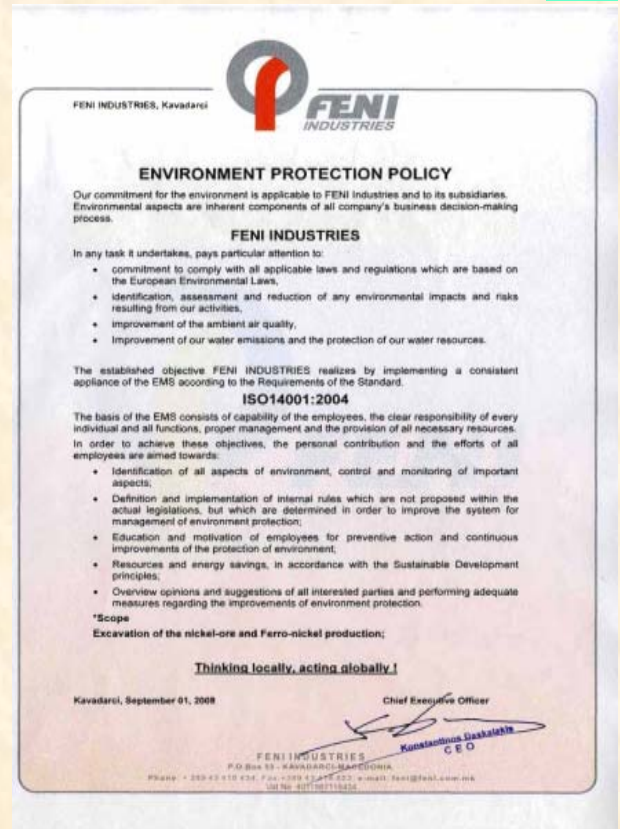 FENI INDUSTRIES, Kavadarci
FENI
INDUSTRIES
ENVIRONMENT PROTECTION POLICY
Our commitment for the environment is applicable to FENI Industries and to its subsidiaries.
Environmental aspects are inherent components of all company's business decision-making
process.
FENI INDUSTRIES
In any task it undertakes, pays particular attention to:
• commitment to comply with all applicable laws and regulations which are based on
the European Environmental Laws,
• identification, assessment and reduction of any environmental impacts and risks
resulting from our activities,
• improvement of the ambient air quality,
• Improvement of our water emissions and the protection of our water resources.
The established objective FENI INDUSTRIES realizes by implementing a consistent
appliance of the EMS according to the Requirements of the Standard.
ISO14001:2004
The basis of the EMS consists of capability of the employees, the clear responsibility of every
individual and all functions, proper management and the provision of all necessary resources.
In order to achieve these objectives, the personal contribution and the efforts of all
employees are aimed towards:
• Identification of all aspects of environment, control and monitoring of important
aspects;
• Definition and implementation of internal rules which are not proposed within the
actual legislations, but which are determined in order to improve the system for
management of environment protection;
• Education and motivation of employees for preventive action and continuous
improvements of the protection of environment;
• Resources and energy savings, in accordance with the Sustainable Development
principles;
• Overview opinions and suggestions of all interested parties and performing adequate
measures regarding the improvements of environment protection.
*Scope
Excavation of the nickel-ore and Ferro-nickel production;
Thinking locally, acting globally !
Kavadarci, September 01, 2008
Chief Executive Officer
Konstantinos Daskalakis
C E O
FENI INDUSTRIES
KAVADARCI-MACEDONIA
e-mail: feni@feni.com.mk